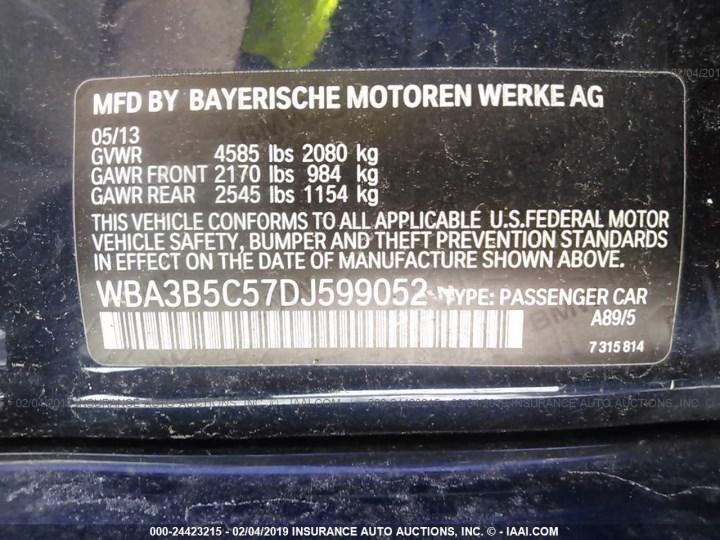 MFD BY BAYERISCHE MOTOREN WERKE AG
05/13
GVWR 4585 lbs 2080 kg
GAWR FRONT 2170 lbs 984 kg
GAWR REAR 2545 lbs 1154 kg
THIS VEHICLE CONFORMS TO ALL APPLICABLE U.S.FEDERAL MOTOR
VEHICLE SAFETY, BUMPER AND THEFT PREVENTION STANDARDS
IN EFFECT ON THE DATE OF MANUFACTURE SHOWN ABOVE.
WBA3B5C57DJ599052 TYPE: PASSENGER CAR
A89/5
7 315 814
000-24423215 - 02/04/2019 INSURANCE AUTO AUCTIONS, INC. © - IAAI.COM